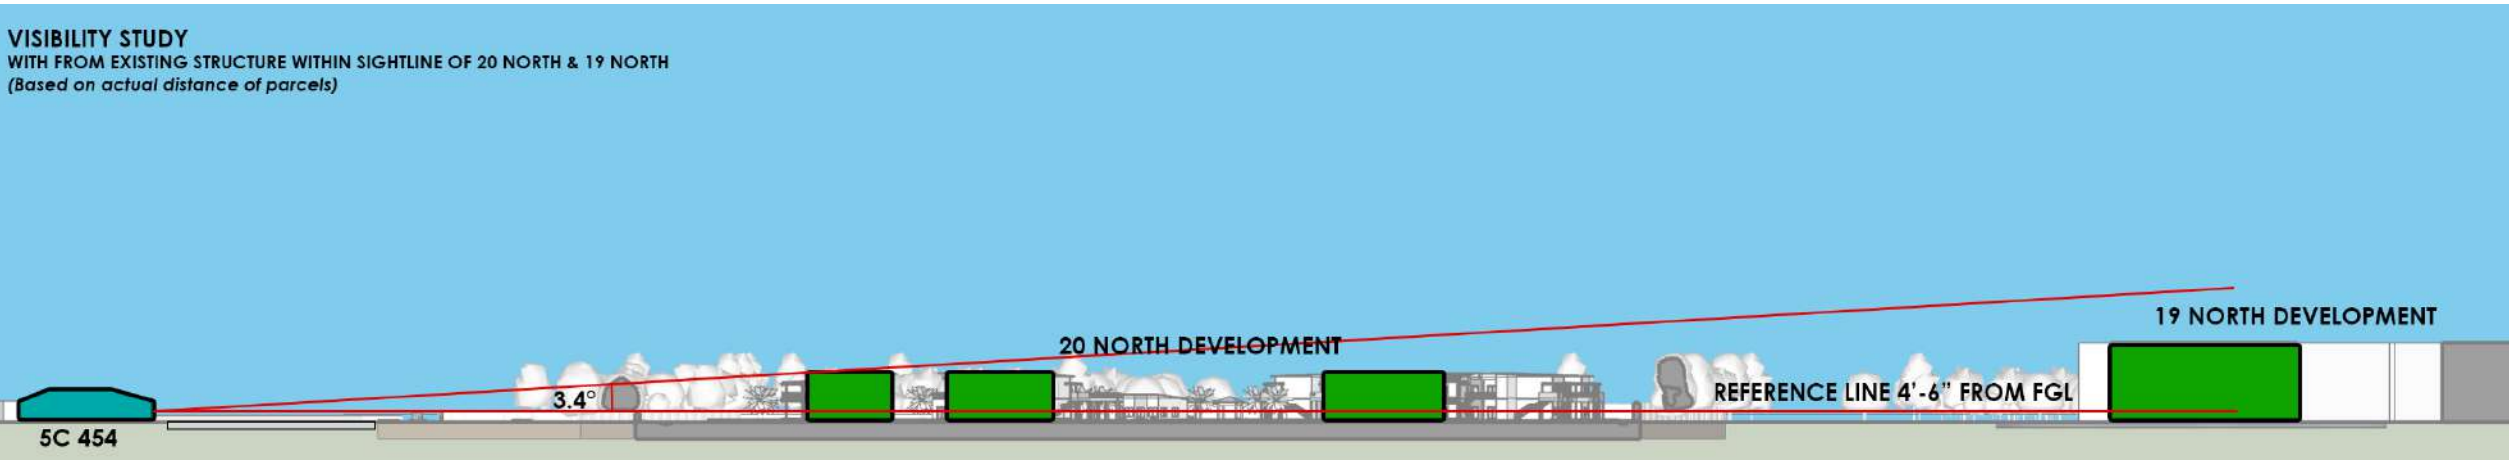 VISIBILITY STUDY
WITH FROM EXISTING STRUCTURE WITHIN SIGHTLINE OF 20 NORTH & 19 NORTH
(Based on actual distance of parcels)
19 NORTH DEVELOPMENT
20 NORTH DEVELOPMENT
3.4°
REFERENCE LINE 4'-6" FROM FGL
5C 454